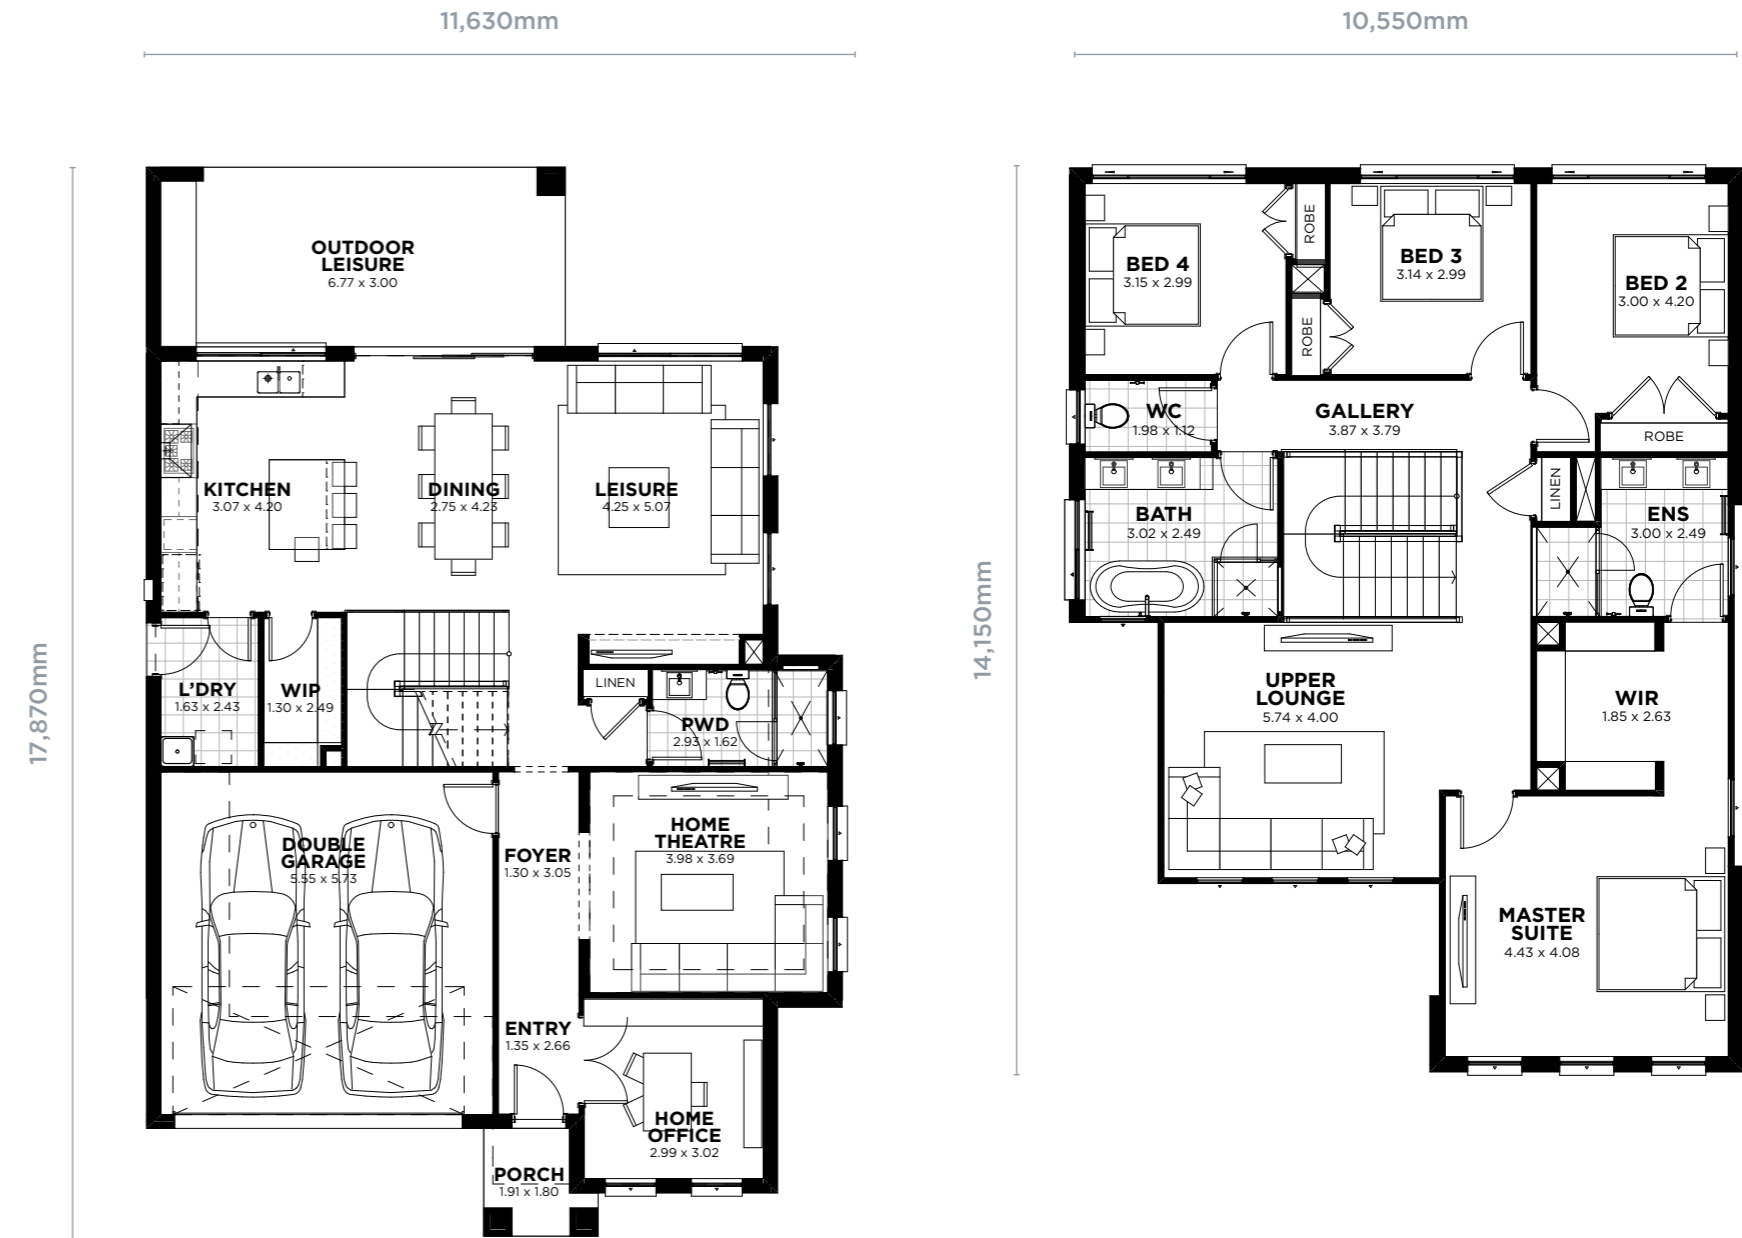 11,630mm
10,550mm
17,870mm
14,150mm
OUTDOOR
LEISURE
6.77 x 3.00
KITCHEN
3.07 x 4.20
DINING
2.75 x 4.23
LEISURE
4.25 x 5.07
L'DRY
1.63 x 2.43
WIP
1.30 x 2.49
LINEN
PWD
2.93 x 1.62
DOUBLE
GARAGE
5.55 x 5.73
FOYER
1.30 x 3.05
HOME
THEATRE
3.98 x 3.69
ENTRY
1.35 x 2.66
HOME
OFFICE
2.99 x 3.02
PORCH
1.91 x 1.80
BED 4
3.15 x 2.99
ROBE
ROBE
BED 3
3.14 x 2.99
BED 2
3.00 x 4.20
ROBE
WC
1.98 x 1.12
GALLERY
3.87 x 3.79
BATH
3.02 x 2.49
LINEN
ENS
3.00 x 2.49
UPPER
LOUNGE
5.74 x 4.00
WIR
1.85 x 2.63
MASTER
SUITE
4.43 x 4.08